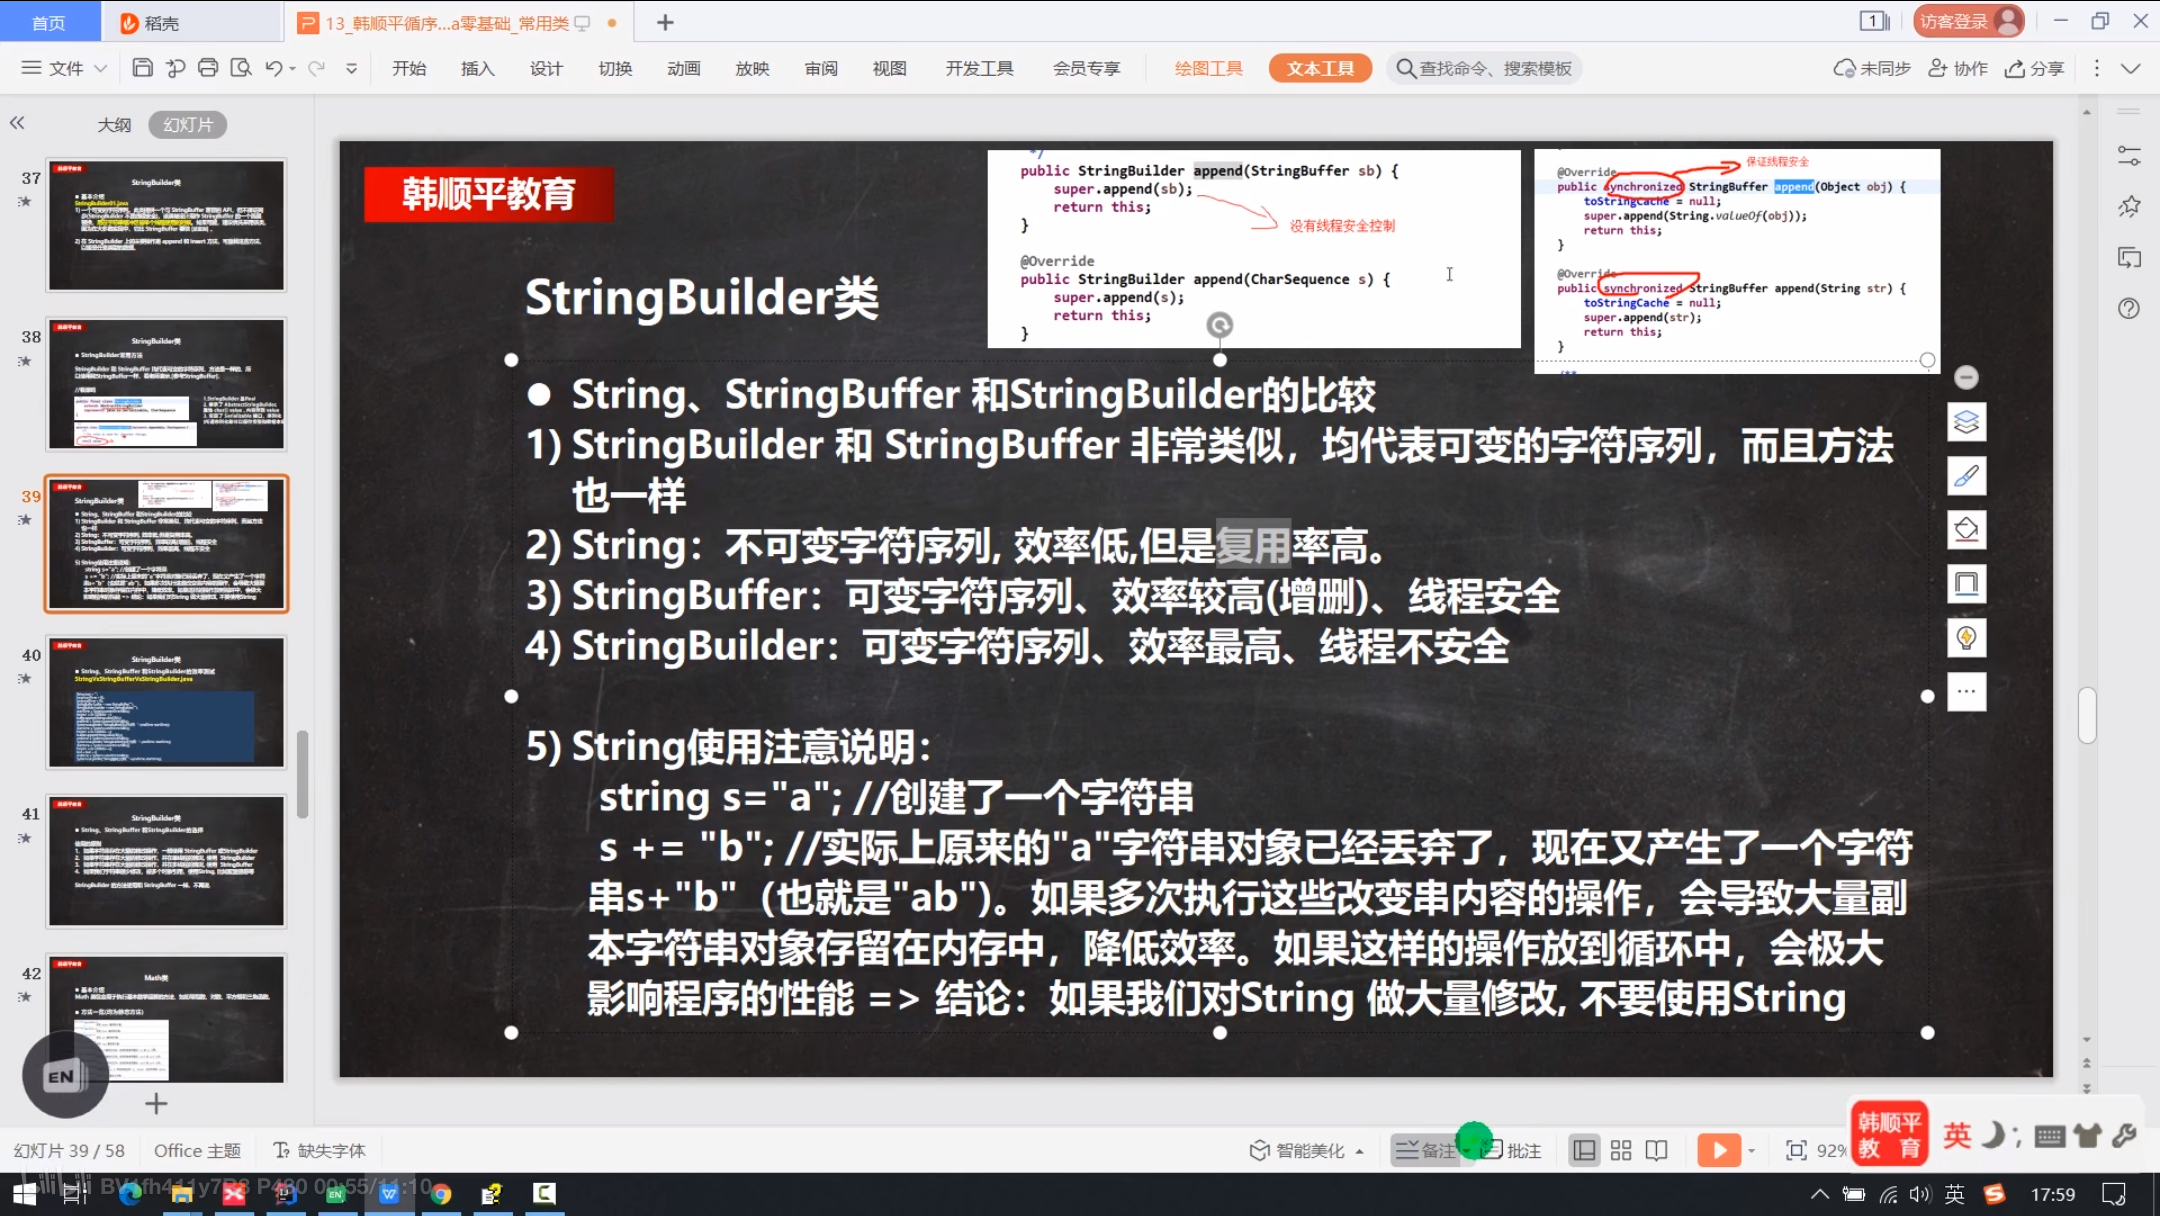 首页
稻壳
13_韩顺平循序...a零基础_常用类
1
访客登录
文件
开始
插入
设计
切换
动画
放映
审阅
视图
开发工具
会员专享
绘图工具
文本工具
查找命令、搜索模板
未同步
协作
分享
大纲
幻灯片
37
38
39
40
41
42
韩顺平教育
StringBuilder类
*/
public StringBuilder append(StringBuffer sb) {
super.append(sb);
return this;
}
没有线程安全控制
@Override
public StringBuilder append(CharSequence s) {
super.append(s);
return this;
}
@Override
保证线程安全
public synchronized StringBuffer append(Object obj) {
toStringCache = null;
super.append(String.valueOf(obj));
return this;
}
@Override
public synchronized StringBuffer append(String str) {
toStringCache = null;
super.append(str);
return this;
}
/**
● String、StringBuffer 和StringBuilder的比较
1) StringBuilder 和 StringBuffer 非常类似，均代表可变的字符序列，而且方法
也一样
2) String：不可变字符序列, 效率低,但是复用率高。
3) StringBuffer：可变字符序列、效率较高(增删)、线程安全
4) StringBuilder：可变字符序列、效率最高、线程不安全
5) String使用注意说明：
string s="a"; //创建了一个字符串
s += "b"; //实际上原来的"a"字符串对象已经丢弃了，现在又产生了一个字符
串s+"b"（也就是"ab"）。如果多次执行这些改变串内容的操作，会导致大量副
本字符串对象存留在内存中，降低效率。如果这样的操作放到循环中，会极大
影响程序的性能 => 结论：如果我们对String 做大量修改, 不要使用String
EN
幻灯片 39 / 58
Office 主题
缺失字体
智能美化
备注
批注
92%
韩顺平
教 育
英
BV1fh411y7R8 P480 00:55/11:10
英
17:59